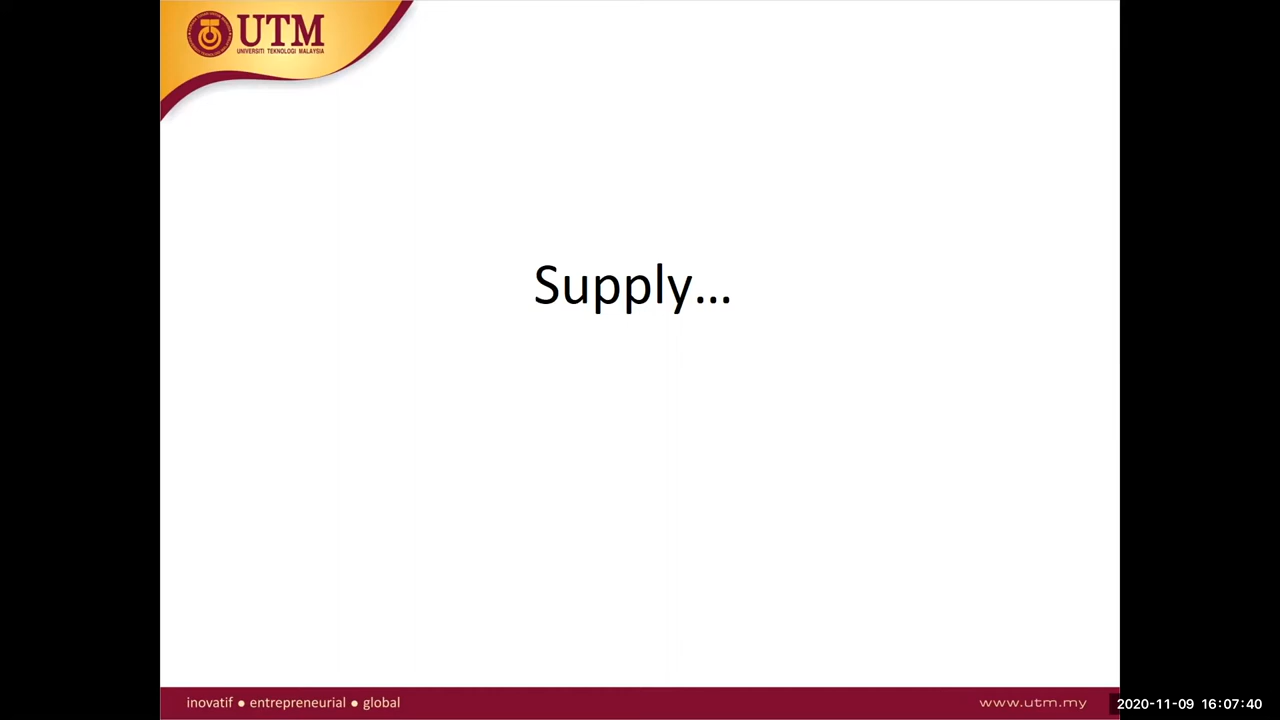 UTM
UNIVERSITI TEKNOLOGI MALAYSIA
Supply...
inovatif ● entrepreneurial ● global
www.utm.my
2020-11-09 16:07:40